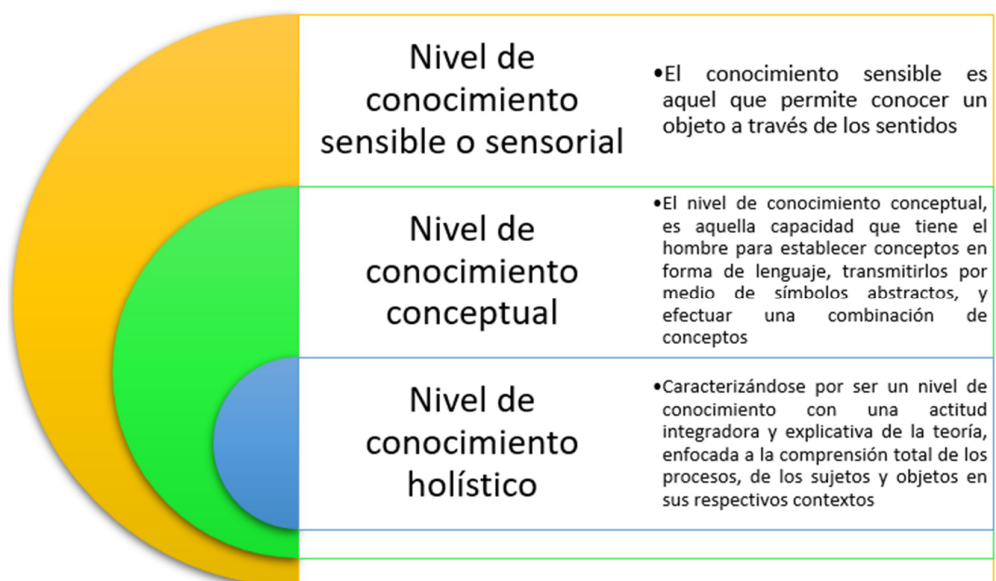 Nivel de
conocimiento
sensible o sensorial
•El conocimiento sensible es
aquel que permite conocer un
objeto a través de los sentidos
Nivel de
conocimiento
conceptual
•El nivel de conocimiento conceptual,
es aquella capacidad que tiene el
hombre para establecer conceptos en
forma de lenguaje, transmitirlos por
medio de símbolos abstractos, y
efectuar una combinación de
conceptos
Nivel de
conocimiento
holístico
•Caracterizándose por ser un nivel de
conocimiento con una actitud
integradora y explicativa de la teoría,
enfocada a la comprensión total de los
procesos, de los sujetos y objetos en
sus respectivos contextos